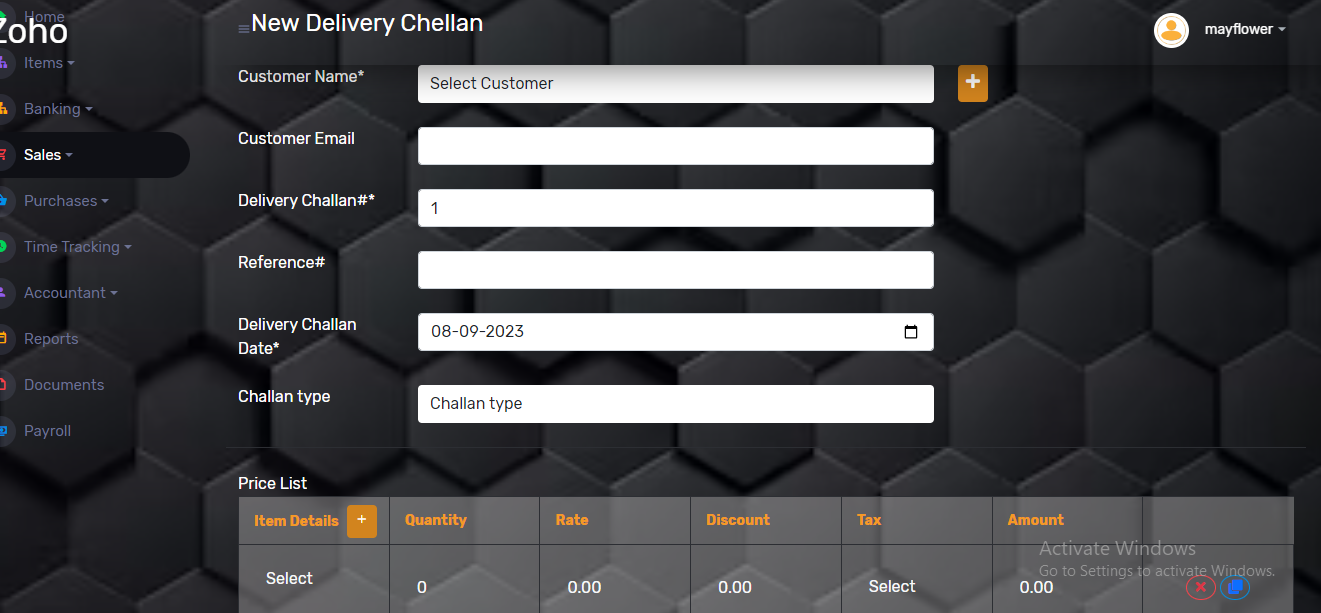 Home
Zoho
Items
Banking
Sales
Purchases
Time Tracking
Accountant
Reports
Documents
Payroll
New Delivery Chellan
mayflower
Customer Name*
Select Customer
+
Customer Email
Delivery Challan#*
1
Reference#
Delivery Challan
Date*
08-09-2023
Challan type
Challan type
Price List
Item Details + Quantity Rate Discount Tax Amount
Select 0 0.00 0.00 Select 0.00
Activate Windows
Go to Settings to activate Windows.